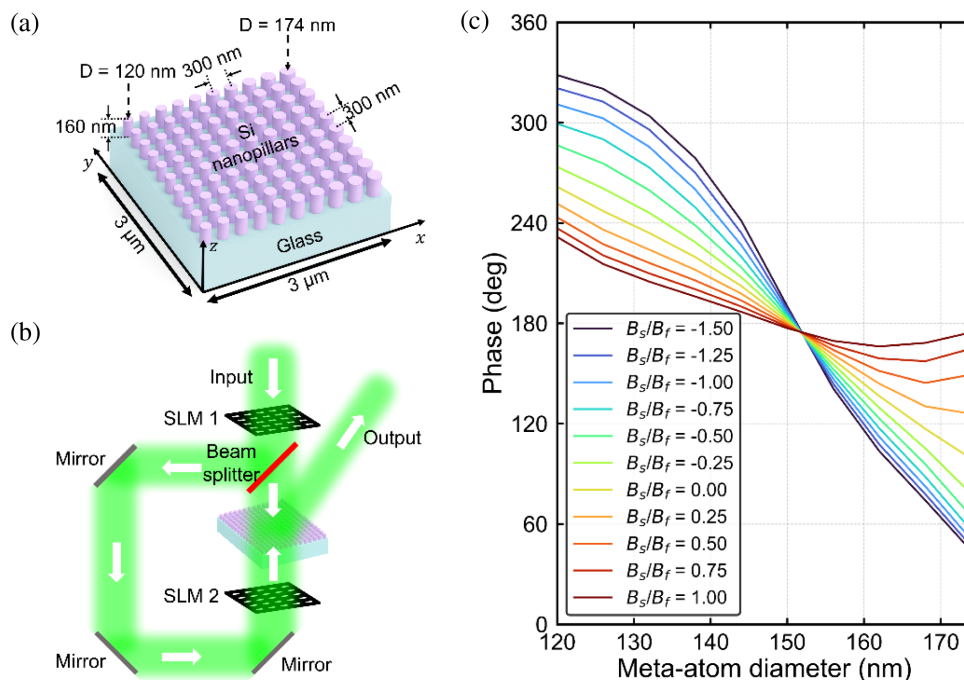 (a)
D = 174 nm
D = 120 nm
300 nm
300 nm
160 nm
Si
nanopillars
y
z
x
Glass
3 μm
3 μm
(b)
Input
SLM 1
Output
Mirror
Beam
splitter
SLM 2
Mirror
Mirror
(c)
360
300
240
180
120
60
0
Phase (deg)
B_s/B_f = -1.50
B_s/B_f = -1.25
B_s/B_f = -1.00
B_s/B_f = -0.75
B_s/B_f = -0.50
B_s/B_f = -0.25
B_s/B_f = 0.00
B_s/B_f = 0.25
B_s/B_f = 0.50
B_s/B_f = 0.75
B_s/B_f = 1.00
120 130 140 150 160 170
Meta-atom diameter (nm)